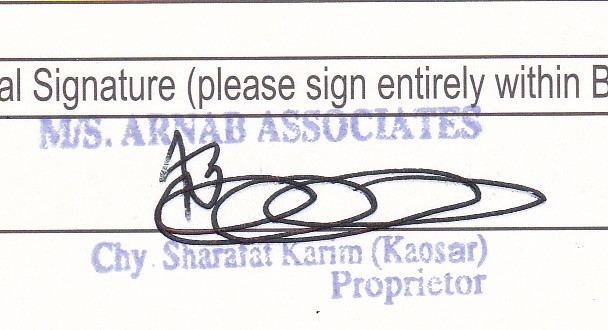 al Signature (please sign entirely within B
M/S. ARNAB ASSOCIATES
Chy. Sharafat Karim (Kaosar)
Proprietor